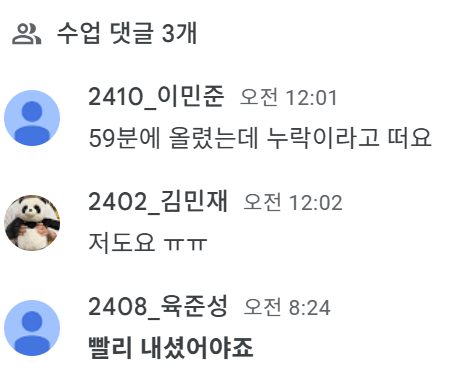 수업 댓글 3개
2410_이민준 오전 12:01
59분에 올렸는데 누락이라고 떠요
2402_김민재 오전 12:02
저도요 ㅠㅠ
2408_육준성 오전 8:24
빨리 내셨어야죠